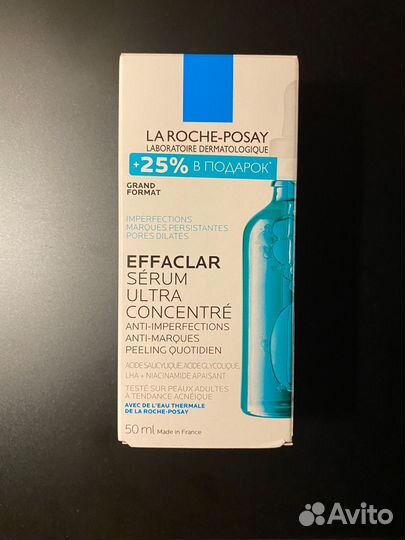 LA ROCHE-POSAY
LABORATOIRE DERMATOLOGIQUE
+25% В ПОДАРОК*
GRAND
FORMAT
IMPERFECTIONS
MARQUES PERSISTANTES
PORES DILATÉS
EFFACLAR
SÉRUM
ULTRA
CONCENTRÉ
ANTI-IMPERFECTIONS
ANTI-MARQUES
PEELING QUOTIDIEN
ACIDE SALICYLIQUE, ACIDE GLYCOLIQUE,
LHA + NIACINAMIDE APAISANT
TESTÉ SUR PEAUX ADULTES
À TENDANCE ACNÉIQUE
AVEC DE L'EAU THERMALE
DE LA ROCHE-POSAY
50 ml Made in France
Avito